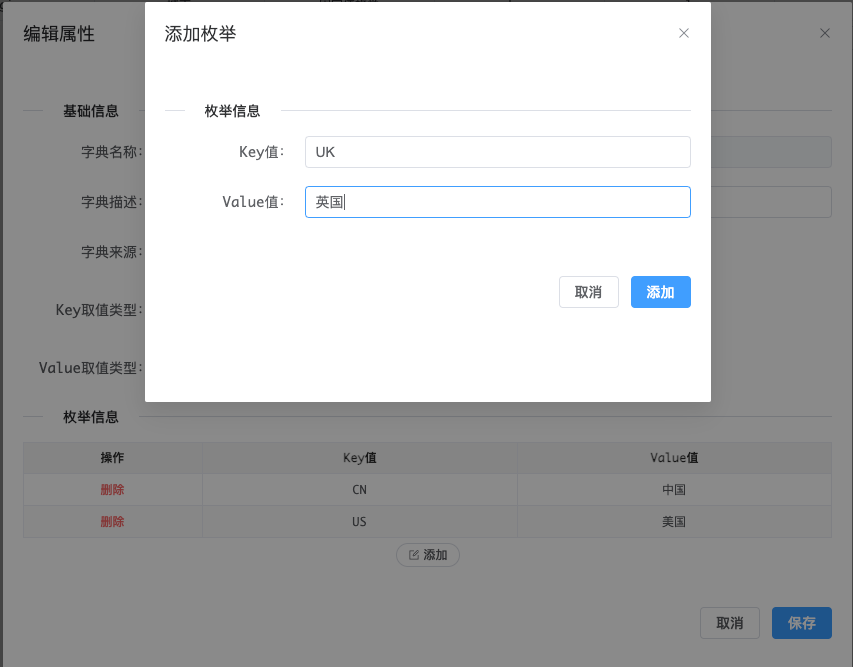 编辑属性
添加枚举
基础信息
枚举信息
字典名称:
Key值:
UK
字典描述:
Value值:
英国
字典来源:
取消
添加
Key取值类型:
Value取值类型:
枚举信息
操作 Key值 Value值
删除 CN 中国
删除 US 美国
添加
取消
保存